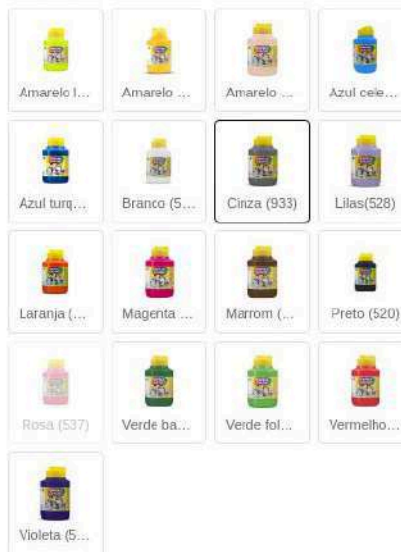 Amarelo l...
Amarelo ...
Amarelo ...
Azul cele...
Azul turq...
Branco (5...
Cinza (933)
Lilas(528)
Laranja (...
Magenta ...
Marrom (...
Preto (520)
Rosa (537)
Verde ba...
Verde fol...
Vermelho...
Violeta (5...